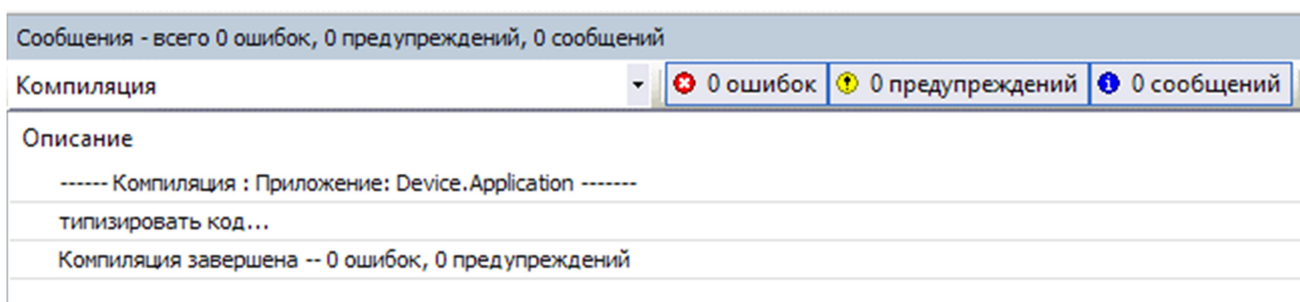 Сообщения - всего 0 ошибок, 0 предупреждений, 0 сообщений
Компиляция 0 ошибок 0 предупреждений 0 сообщений
Описание
------ Компиляция : Приложение: Device.Application -------
типизировать код...
Компиляция завершена -- 0 ошибок, 0 предупреждений